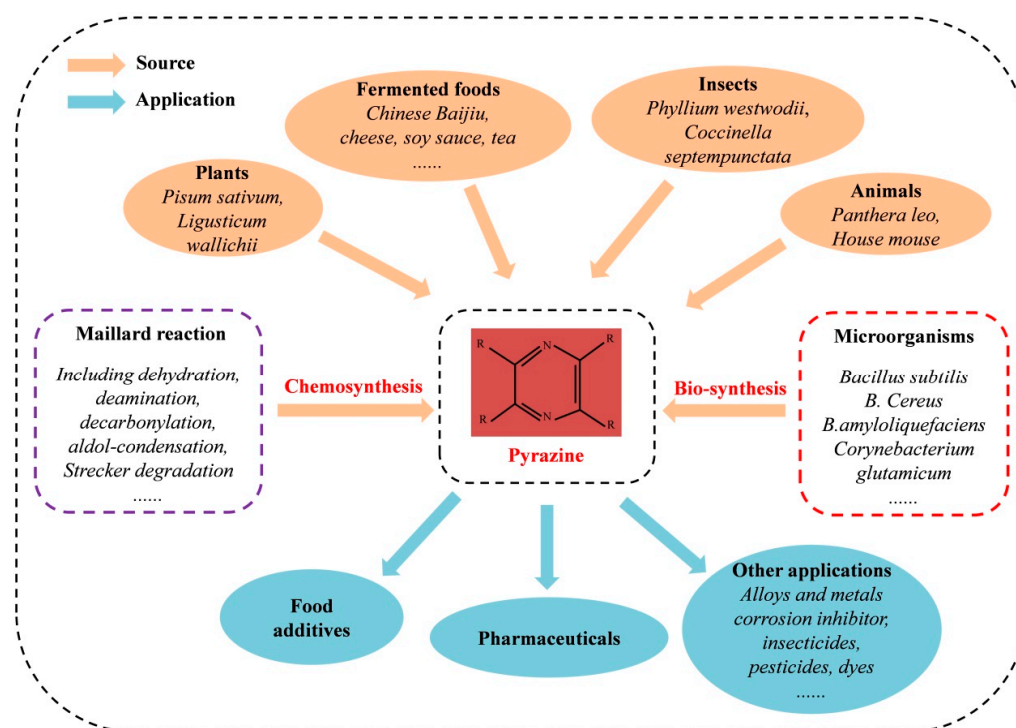 Source
Application
Fermented foods
Chinese Baijiu,
cheese, soy sauce, tea
......
Insects
Phyllium westwodii,
Coccinella
septempunctata
Plants
Pisum sativum,
Ligusticum
wallichii
Animals
Panthera leo,
House mouse
Maillard reaction
Including dehydration,
deamination,
decarbonylation,
aldol-condensation,
Strecker degradation
......
Chemosynthesis
R
N
R
R
N
R
Pyrazine
Bio-synthesis
Microorganisms
Bacillus subtilis
B. Cereus
B.amyloliquefaciens
Corynebacterium
glutamicum
......
Food
additives
Pharmaceuticals
Other applications
Alloys and metals
corrosion inhibitor,
insecticides,
pesticides, dyes
......